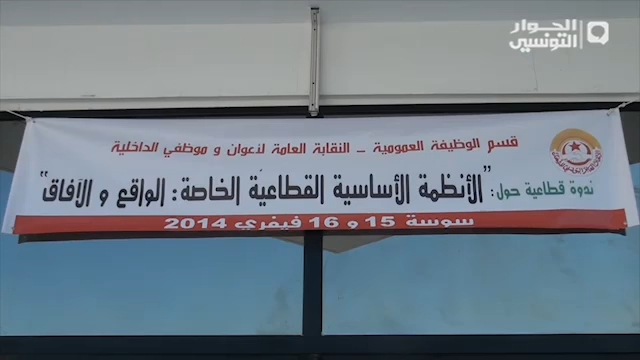 الحوار
التونسي
قسم الوظيفة العمومية - النقابة العامة لأعوان و موظفي الداخلية
ندوة قطاعية حول: "الأنظمة الأساسية القطاعية الخاصة: الواقع و الآفاق"
سوسة 15 و 16 فيفري 2014